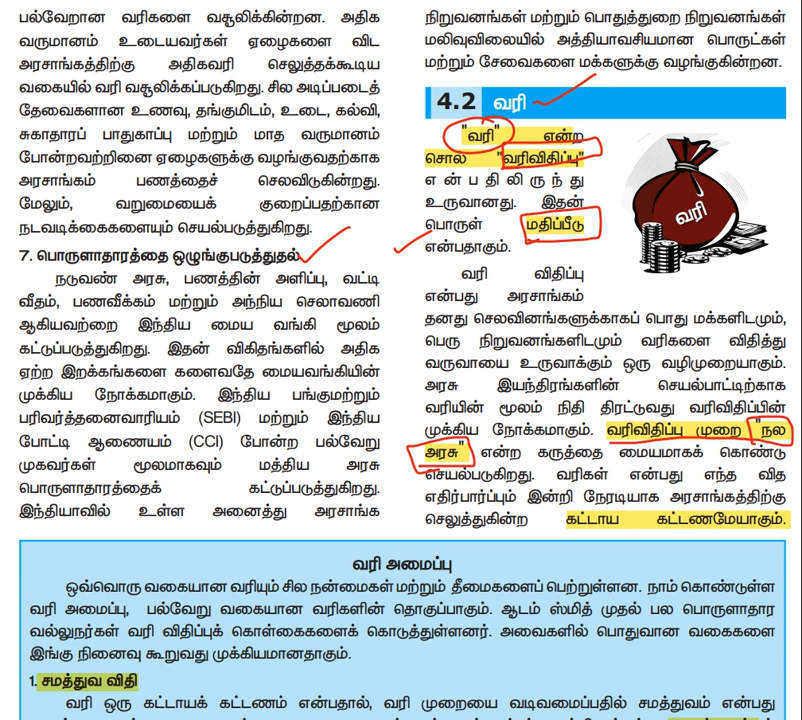 பல்வேறான வரிகளை வசூலிக்கின்றன. அதிக
வருமானம் உடையவர்கள் ஏழைகளை விட
அரசாங்கத்திற்கு அதிகவரி செலுத்தக்கூடிய
வகையில் வரி வசூலிக்கப்படுகிறது. சில அடிப்படைத்
தேவைகளான உணவு, தங்குமிடம், உடை, கல்வி,
சுகாதாரப் பாதுகாப்பு மற்றும் மாத வருமானம்
போன்றவற்றினை ஏழைகளுக்கு வழங்குவதற்காக
அரசாங்கம் பணத்தைச் செலவிடுகின்றது.
மேலும், வறுமையைக் குறைப்பதற்கான
நடவடிக்கைகளையும் செயல்படுத்துகிறது.
7. பொருளாதாரத்தை ஒழுங்குபடுத்துதல்
நடுவண் அரசு, பணத்தின் அளிப்பு, வட்டி
வீதம், பணவீக்கம் மற்றும் அந்நிய செலாவணி
ஆகியவற்றை இந்திய மைய வங்கி மூலம்
கட்டுப்படுத்துகிறது. இதன் விகிதங்களில் அதிக
ஏற்ற இறக்கங்களை களைவதே மையவங்கியின்
முக்கிய நோக்கமாகும். இந்திய பங்குமற்றும்
பரிவர்த்தனைவாரியம் (SEBI) மற்றும் இந்திய
போட்டி ஆணையம் (CCI) போன்ற பல்வேறு
முகவர்கள் மூலமாகவும் மத்திய அரசு
பொருளாதாரத்தைக் கட்டுப்படுத்துகிறது.
இந்தியாவில் உள்ள அனைத்து அரசாங்க
நிறுவனங்கள் மற்றும் பொதுத்துறை நிறுவனங்கள்
மலிவுவிலையில் அத்தியாவசியமான பொருட்கள்
மற்றும் சேவைகளை மக்களுக்கு வழங்குகின்றன.
4.2 வரி
"வரி" என்ற
சொல் "வரிவிதிப்பு"
என்பதிலிருந்து
உருவானது. இதன்
பொருள் மதிப்பீடு
என்பதாகும்.
வரி
வரி விதிப்பு
என்பது அரசாங்கம்
தனது செலவினங்களுக்காகப் பொது மக்களிடமும்,
பெரு நிறுவனங்களிடமும் வரிகளை விதித்து
வருவாயை உருவாக்கும் ஒரு வழிமுறையாகும்.
அரசு இயந்திரங்களின் செயல்பாட்டிற்காக
வரியின் மூலம் நிதி திரட்டுவது வரிவிதிப்பின்
முக்கிய நோக்கமாகும். வரிவிதிப்பு முறை "நல
அரசு" என்ற கருத்தை மையமாகக் கொண்டு
செயல்படுகிறது. வரிகள் என்பது எந்த வித
எதிர்பார்ப்பும் இன்றி நேரடியாக அரசாங்கத்திற்கு
செலுத்துகின்ற கட்டாய கட்டணமேயாகும்.
வரி அமைப்பு
ஒவ்வொரு வகையான வரியும் சில நன்மைகள் மற்றும் தீமைகளைப் பெற்றுள்ளன. நாம் கொண்டுள்ள
வரி அமைப்பு, பல்வேறு வகையான வரிகளின் தொகுப்பாகும். ஆடம் ஸ்மித் முதல் பல பொருளாதார
வல்லுநர்கள் வரி விதிப்புக் கொள்கைகளைக் கொடுத்துள்ளனர். அவைகளில் பொதுவான வகைகளை
இங்கு நினைவு கூறுவது முக்கியமானதாகும்.
1. சமத்துவ விதி
வரி ஒரு கட்டாயக் கட்டணம் என்பதால், வரி முறையை வடிவமைப்பதில் சமத்துவம் என்பது